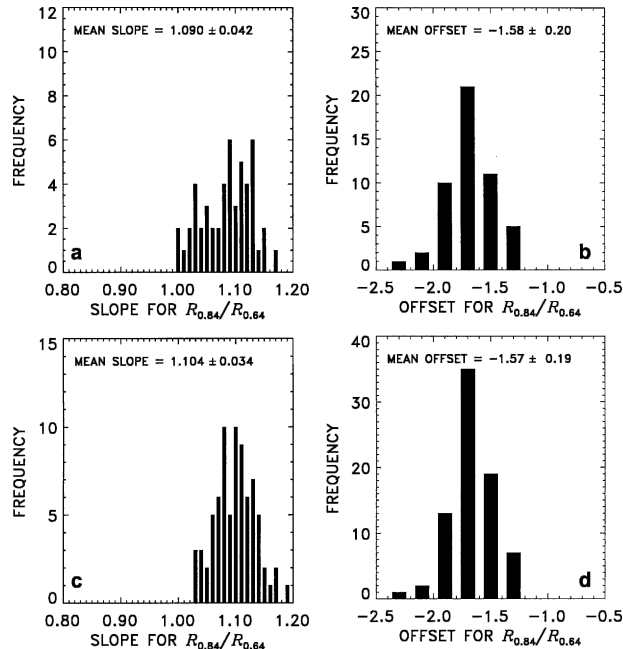 MEAN SLOPE = 1.090 ± 0.042
FREQUENCY
12
10
8
6
4
2
0
a
0.80 0.90 1.00 1.10 1.20
SLOPE FOR R0.84/R0.64
MEAN OFFSET = −1.58 ± 0.20
FREQUENCY
30
20
10
0
b
−2.5 −2.0 −1.5 −1.0 −0.5
OFFSET FOR R0.84/R0.64
MEAN SLOPE = 1.104 ± 0.034
FREQUENCY
15
10
5
0
c
0.80 0.90 1.00 1.10 1.20
SLOPE FOR R0.84/R0.64
MEAN OFFSET = −1.57 ± 0.19
FREQUENCY
40
30
20
10
0
d
−2.5 −2.0 −1.5 −1.0 −0.5
OFFSET FOR R0.84/R0.64